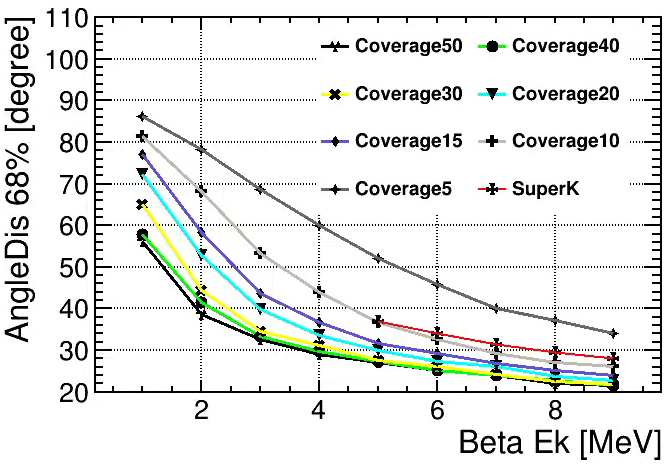 AngleDis 68% [degree]
110
100
90
80
70
60
50
40
30
20
Coverage50 Coverage40
Coverage30 Coverage20
Coverage15 Coverage10
Coverage5 SuperK
2 4 6 8
Beta Ek [MeV]